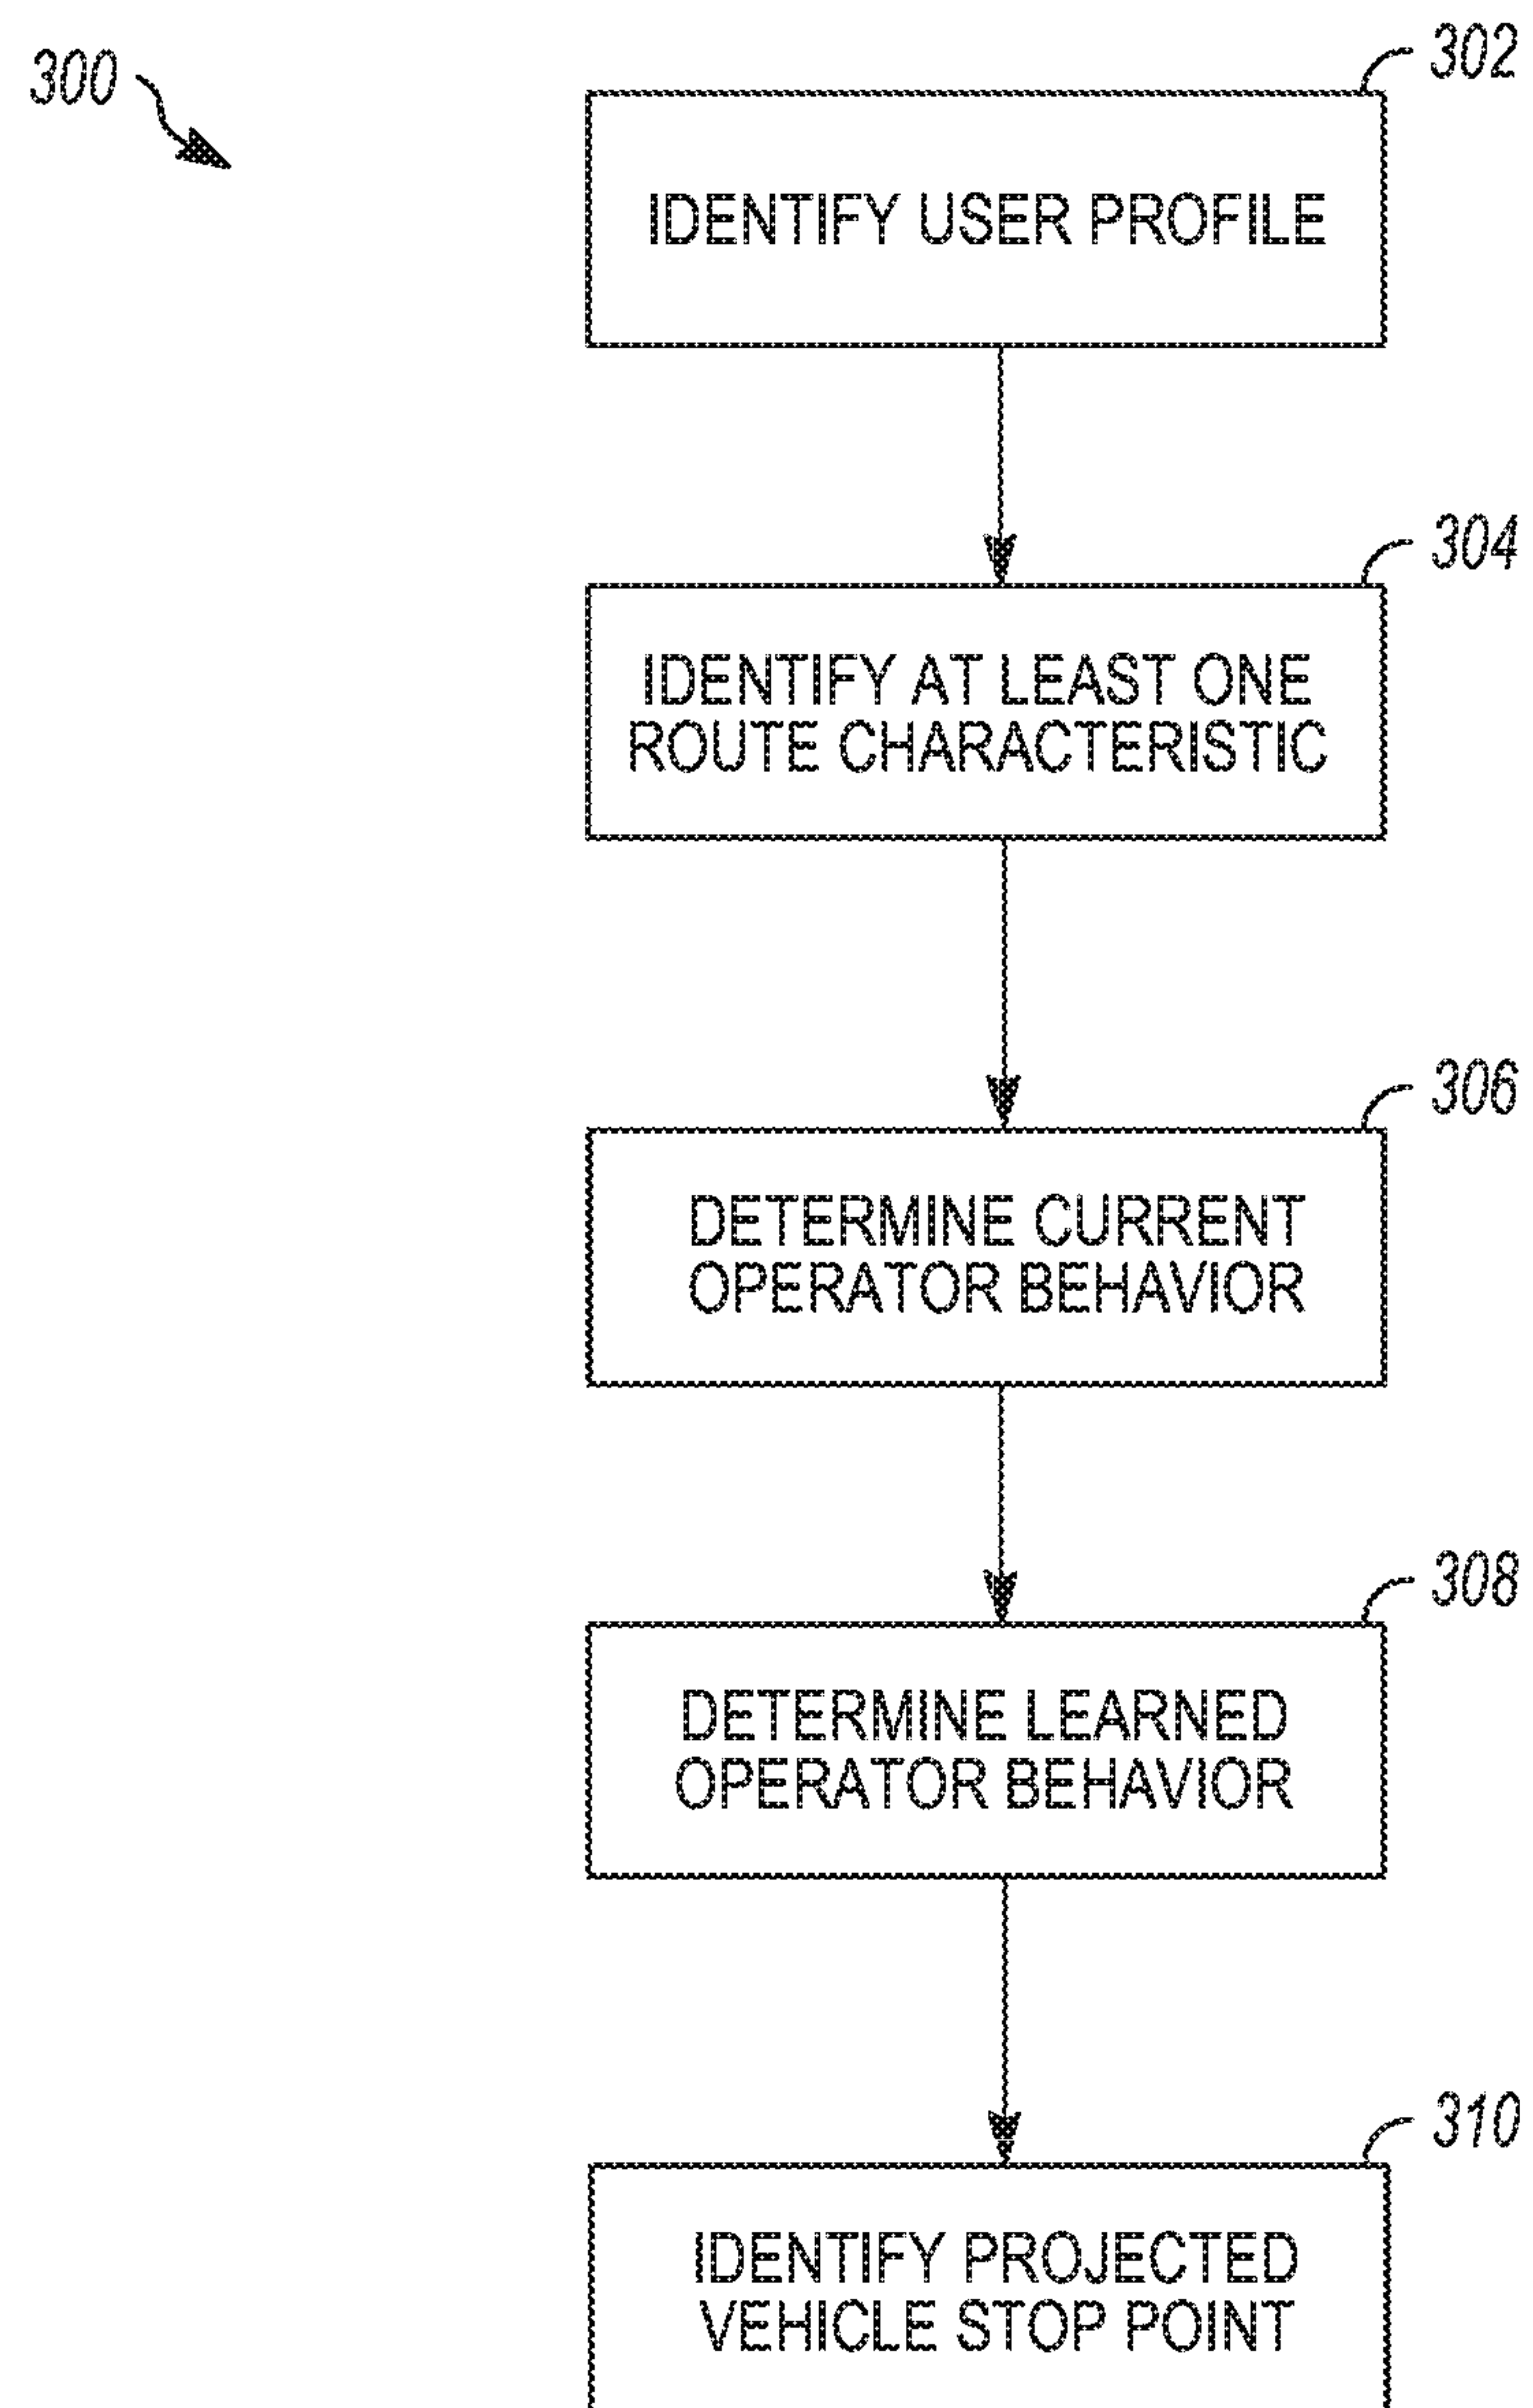 300
302
IDENTIFY USER PROFILE
304
IDENTIFY AT LEAST ONE
ROUTE CHARACTERISTIC
306
DETERMINE CURRENT
OPERATOR BEHAVIOR
308
DETERMINE LEARNED
OPERATOR BEHAVIOR
310
IDENTIFY PROJECTED
VEHICLE STOP POINT